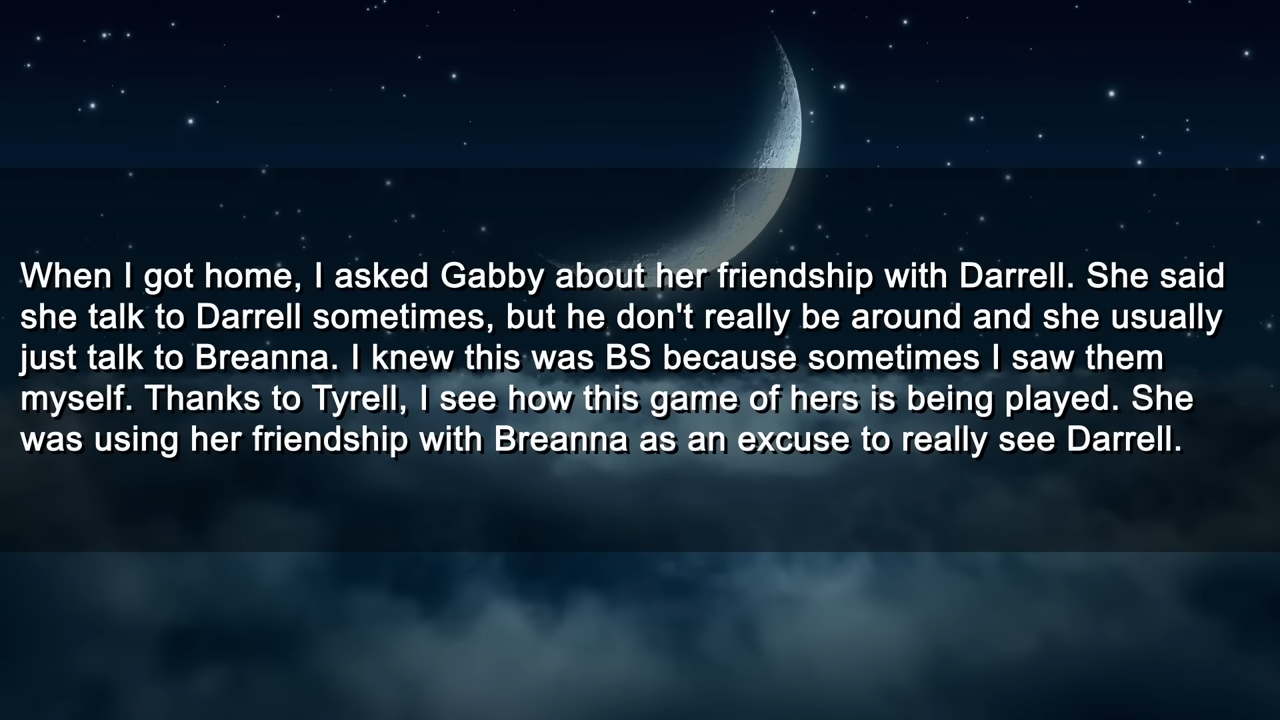 When I got home, I asked Gabby about her friendship with Darrell. She said
she talk to Darrell sometimes, but he don't really be around and she usually
just talk to Breanna. I knew this was BS because sometimes I saw them
myself. Thanks to Tyrell, I see how this game of hers is being played. She
was using her friendship with Breanna as an excuse to really see Darrell.